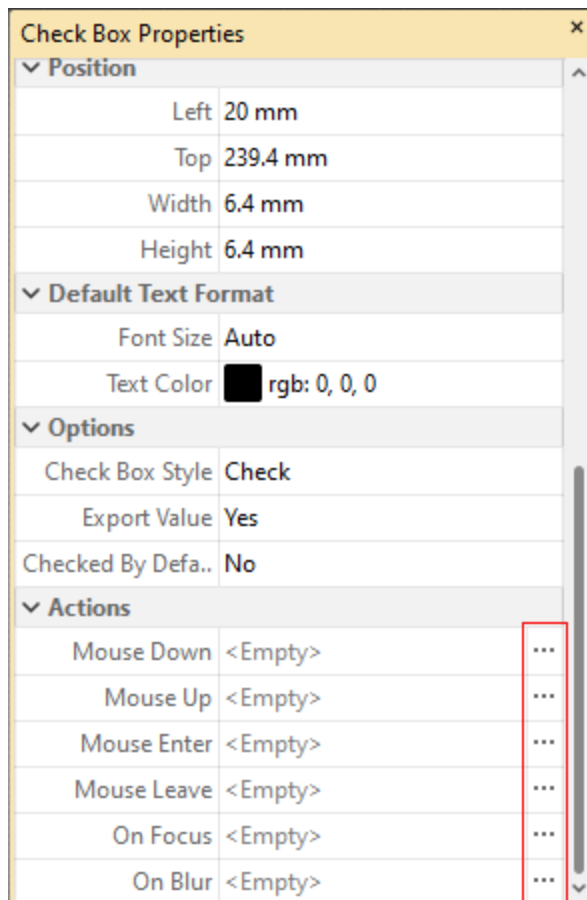 Check Box Properties
Position
Left 20 mm
Top 239.4 mm
Width 6.4 mm
Height 6.4 mm
Default Text Format
Font Size Auto
Text Color rgb: 0, 0, 0
Options
Check Box Style Check
Export Value Yes
Checked By Defa.. No
Actions
Mouse Down <Empty> ...
Mouse Up <Empty> ...
Mouse Enter <Empty> ...
Mouse Leave <Empty> ...
On Focus <Empty> ...
On Blur <Empty> ...